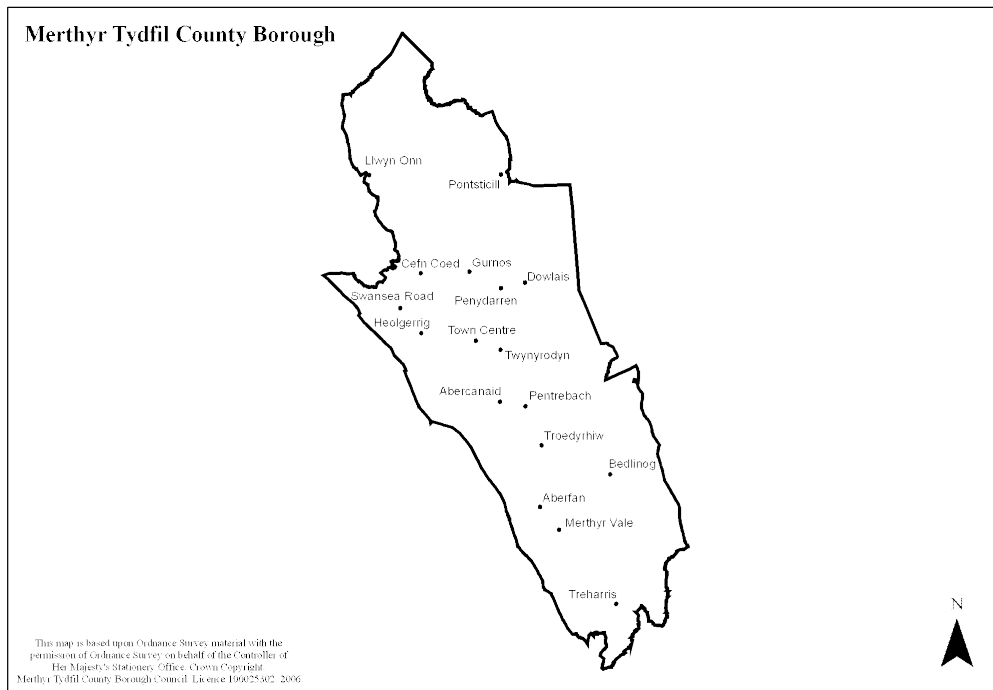 Merthyr Tydfil County Borough
Llwyn Onn
Pontsticill
Cefn Coed
Gurnos
Dowlais
Swansea Road
Penydarren
Heolgerrig
Town Centre
Twynyrodyn
Abercanaid
Pentrebach
Troedyrhiw
Bedlinog
Aberfan
Merthyr Vale
Treharris
N
This map is based upon Ordnance Survey material with the
permission of Ordnance Survey on behalf of the Controller of
Her Majesty's Stationery Office. Crown Copyright
Merthyr Tydfil County Borough Council. Licence 100025302. 2006